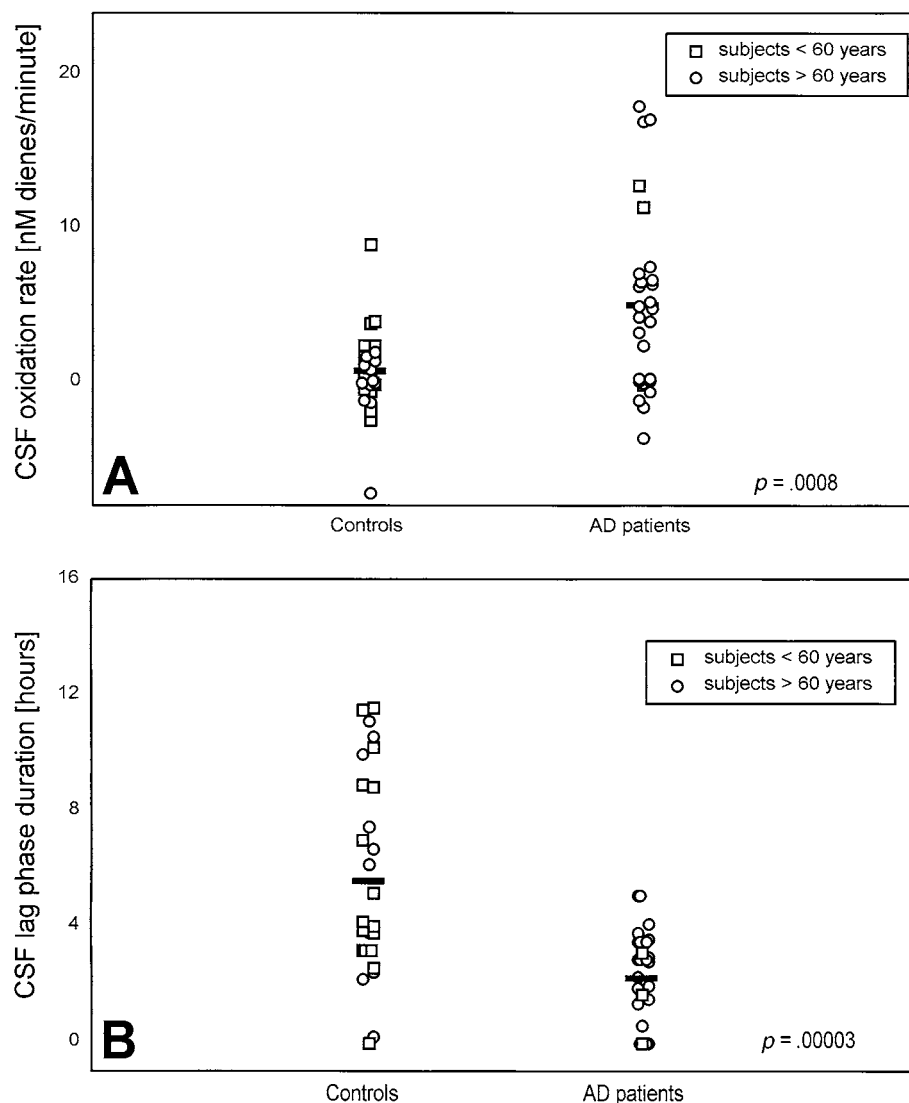 subjects < 60 years
subjects > 60 years
20
10
0
CSF oxidation rate [nM dienes/minute]
A
p = .0008
Controls
AD patients
16
12
8
4
0
CSF lag phase duration [hours]
subjects < 60 years
subjects > 60 years
B
p = .00003
Controls
AD patients